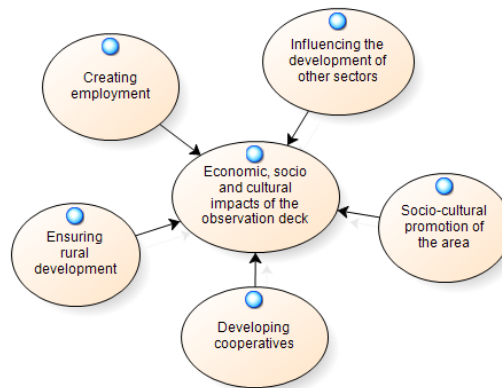 Creating
employment
Influencing the
development of
other sectors
Economic, socio
and cultural
impacts of the
observation deck
Socio-cultural
promotion of
the area
Ensuring
rural
development
Developing
cooperatives